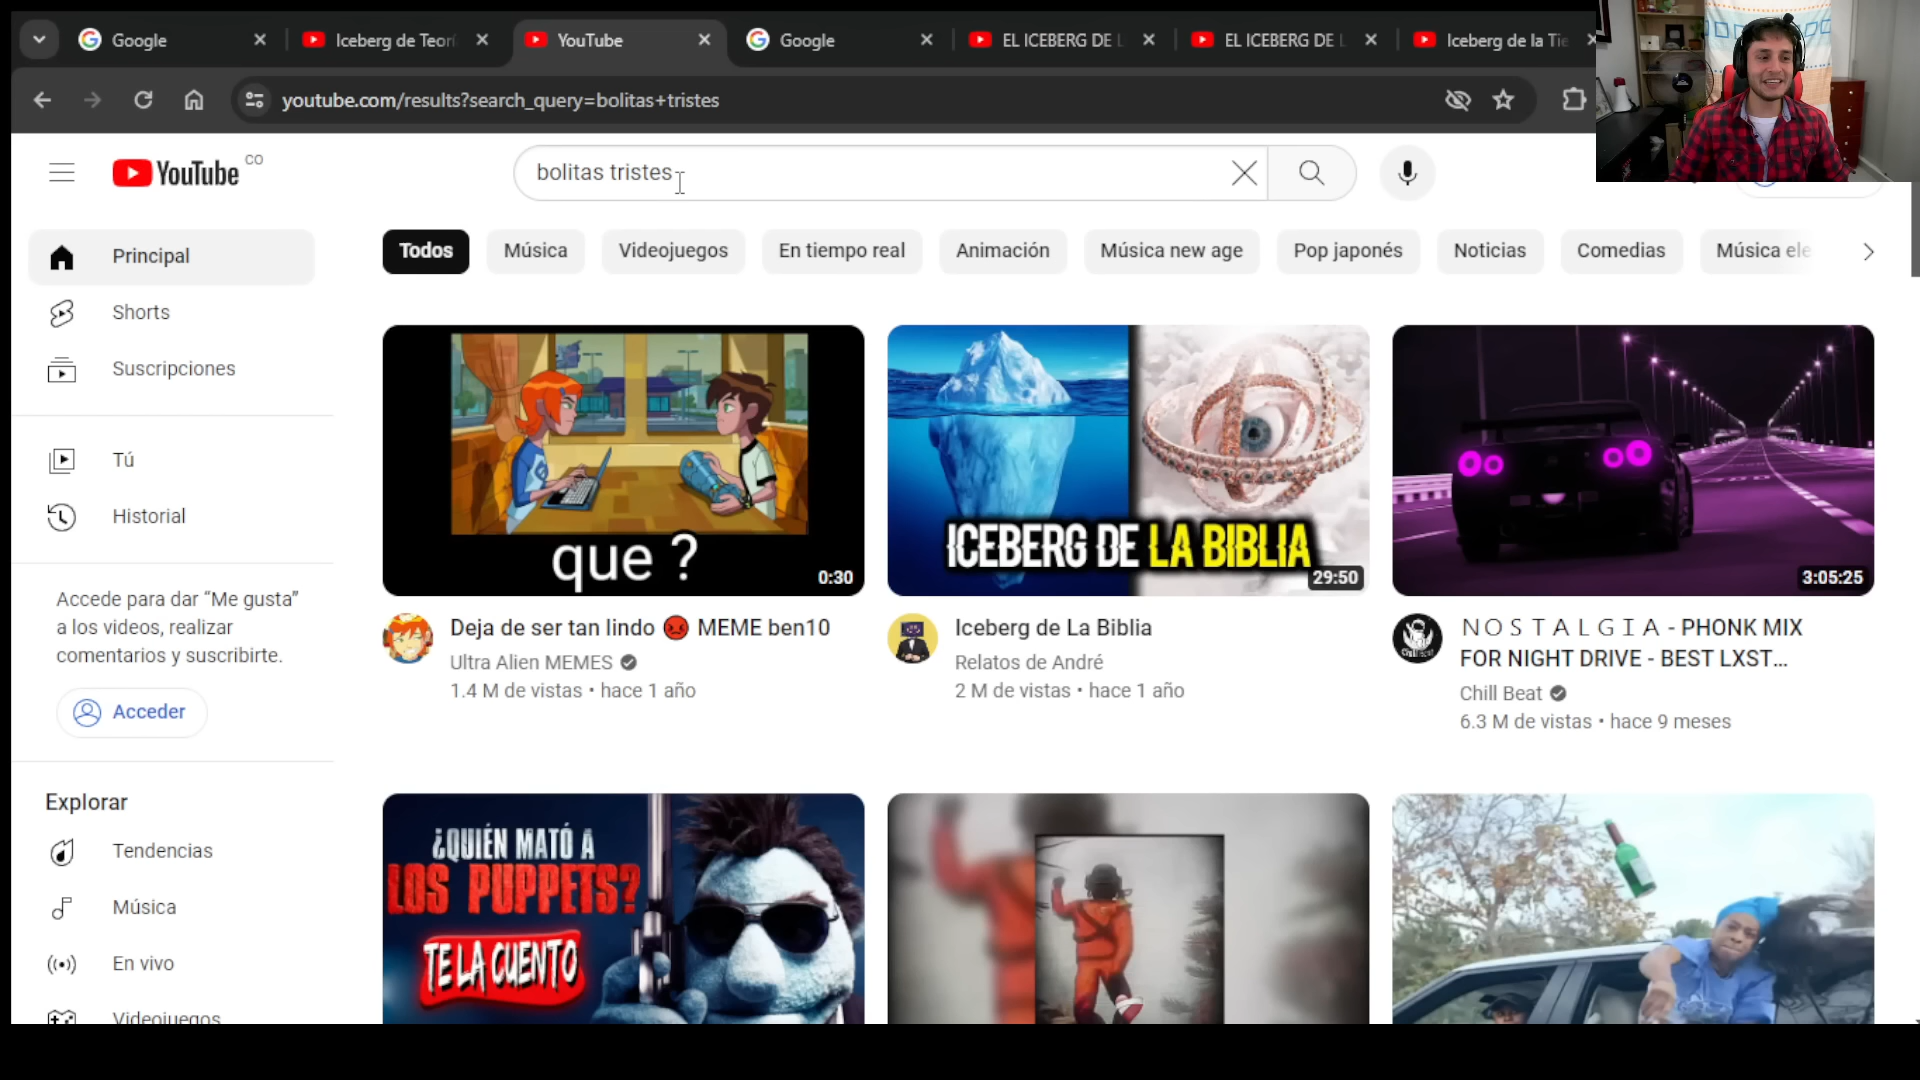 Google
Iceberg de Teorí
YouTube
Google
EL ICEBERG DE L
EL ICEBERG DE L
Iceberg de la Tie
youtube.com/results?search_query=bolitas+tristes
YouTube CO
bolitas tristes
Principal
Shorts
Suscripciones
Tú
Historial
Accede para dar “Me gusta”
a los videos, realizar
comentarios y suscribirte.
Acceder
Explorar
Tendencias
Música
En vivo
Videojuegos
Todos
Música
Videojuegos
En tiempo real
Animación
Música new age
Pop japonés
Noticias
Comedias
Música ele
que ?
0:30
Deja de ser tan lindo 😡 MEME ben10
Ultra Alien MEMES
1.4 M de vistas • hace 1 año
ICEBERG DE LA BIBLIA
29:50
Iceberg de La Biblia
Relatos de André
2 M de vistas • hace 1 año
3:05:25
N O S T A L G I A - PHONK MIX
FOR NIGHT DRIVE - BEST LXST...
Chill Beat
6.3 M de vistas • hace 9 meses
¿QUIÉN MATÓ A
LOS PUPPETS?
TE LA CUENTO